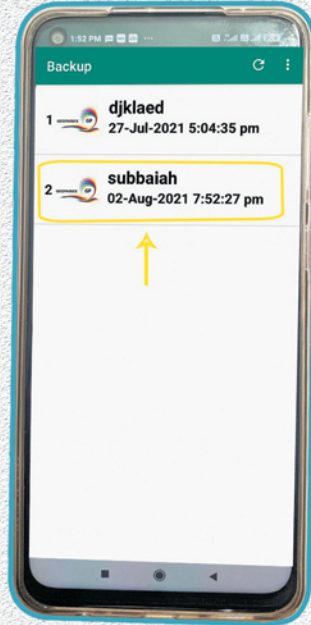 1:52 PM
Backup
1
djklaed
27-Jul-2021 5:04:35 pm
2
subbaiah
02-Aug-2021 7:52:27 pm